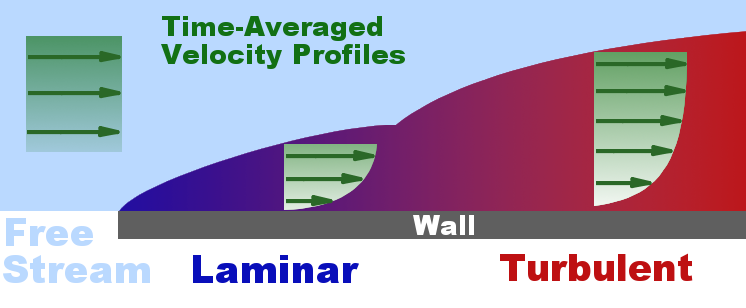 Time-Averaged
Velocity Profiles
Wall
Free
Stream
Laminar
Turbulent